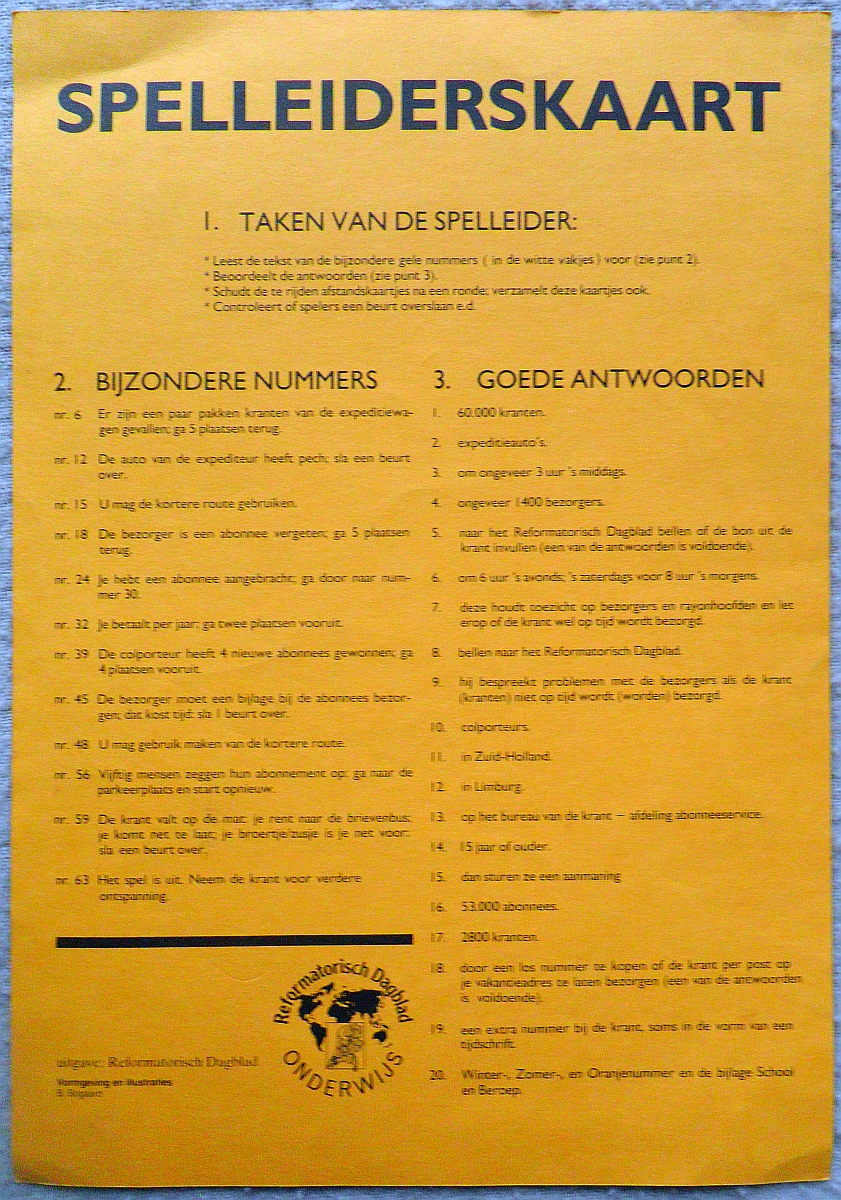 SPELLEIDERSKAART
1. TAKEN VAN DE SPELLEIDER:
* Leest de tekst van de bijzondere gele nummers ( in de witte vakjes ) voor (zie punt 2).
* Beoordeelt de antwoorden (zie punt 3).
* Schudt de te rijden afstandskaartjes na een ronde; verzamelt deze kaartjes ook.
* Controleert of spelers een beurt overslaan e.d.
2. BIJZONDERE NUMMERS
nr. 6 Er zijn een paar pakken kranten van de expeditiewa-
gen gevallen; ga 5 plaatsen terug.
nr. 12 De auto van de expediteur heeft pech; sla een beurt
over.
nr. 15 U mag de kortere route gebruiken.
nr. 18 De bezorger is een abonnee vergeten; ga 5 plaatsen
terug.
nr. 24 Je hebt een abonnee aangebracht; ga door naar num-
mer 30.
nr. 32 Je betaalt per jaar; ga twee plaatsen vooruit.
nr. 39 De colporteur heeft 4 nieuwe abonnees gewonnen; ga
4 plaatsen vooruit.
nr. 45 De bezorger moet een bijlage bij de abonnees bezor-
gen; dat kost tijd: sla 1 beurt over.
nr. 48 U mag gebruik maken van de kortere route.
nr. 56 Vijftig mensen zeggen hun abonnement op: ga naar de
parkeerplaats en start opnieuw.
nr. 59 De krant valt op de mat; je rent naar de brievenbus;
je komt net te laat; je broertje/zusje is je net voor:
sla een beurt over.
nr. 63 Het spel is uit. Neem de krant voor verdere
ontspanning.
3. GOEDE ANTWOORDEN
1. 60.000 kranten.
2. expeditieauto's.
3. om ongeveer 3 uur 's middags.
4. ongeveer 1400 bezorgers.
5. naar het Reformatorisch Dagblad bellen of de bon uit de
krant invullen (een van de antwoorden is voldoende).
6. om 6 uur 's avonds; 's zaterdags voor 8 uur 's morgens.
7. deze houdt toezicht op bezorgers en rayonhoofden en let
erop of de krant wel op tijd wordt bezorgd.
8. bellen naar het Reformatorisch Dagblad.
9. hij bespreekt problemen met de bezorgers als de krant
(kranten) niet op tijd wordt (worden) bezorgd.
10. colporteurs.
11. in Zuid-Holland.
12. in Limburg.
13. op het bureau van de krant – afdeling abonneeservice.
14. 15 jaar of ouder.
15. dan sturen ze een aanmaning
16. 53.000 abonnees.
17. 2800 kranten.
18. door een los nummer te kopen of de krant per post op
je vakantieadres te laten bezorgen (een van de antwoorden
is voldoende).
19. een extra nummer bij de krant, soms in de vorm van een
tijdschrift.
20. Winter-, Zomer-, en Oranjenummer en de bijlage School
en Beroep.
Reformatorisch Dagblad
ONDERWIJS
uitgave: Reformatorisch Dagblad
Vormgeving en illustraties